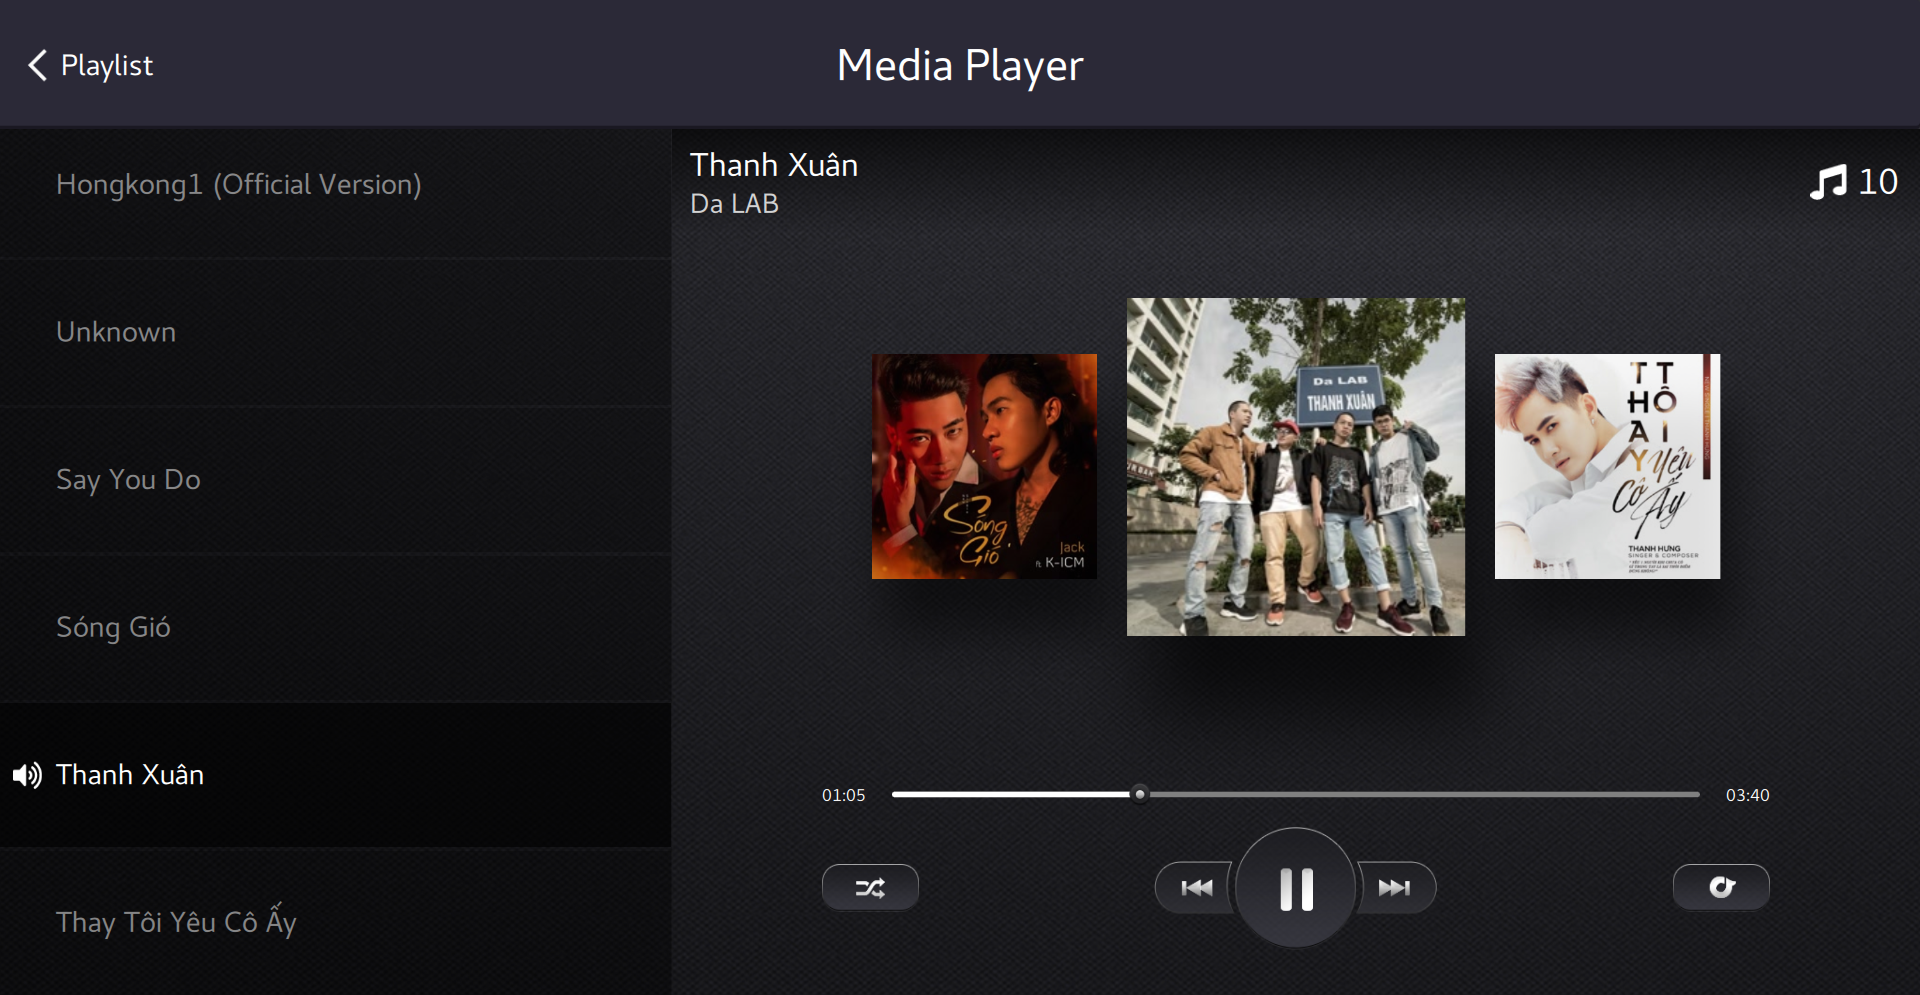 Playlist
Media Player
Hongkong1 (Official Version)
Unknown
Say You Do
Sóng Gió
Thanh Xuân
Thay Tôi Yêu Cô Ấy
Thanh Xuân
Da LAB
10
Sóng
Gió
Jack
ft. K-ICM
Da LAB
THANH XUÂN
THAY TÔI
Yêu
Cô Ấy
THANH HƯNG
SINGER & COMPOSER
01:05
03:40